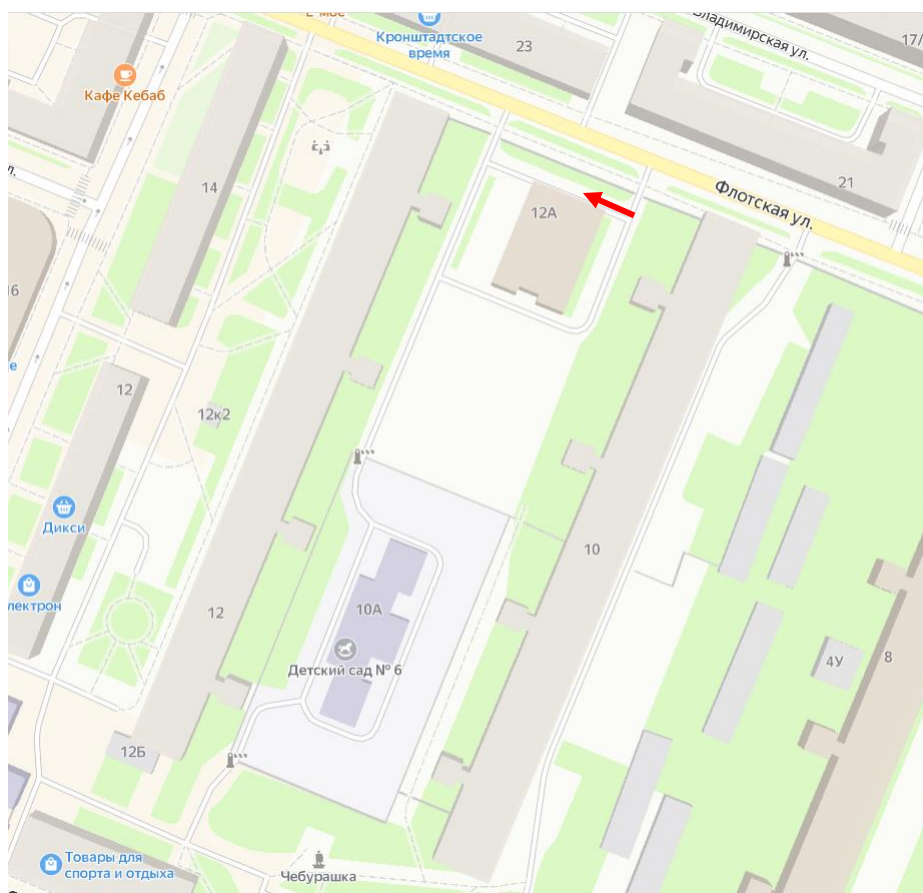 Кронштадтское
время
23
Владимирская ул.
17/
Кафе Кебаб
ул.
14
12А
21
Флотская ул.
16
е
12
12к2
Дикси
10
лектрон
12
10А
Детский сад № 6
4У
8
12Б
Товары для
спорта и отдыха
Чебурашка